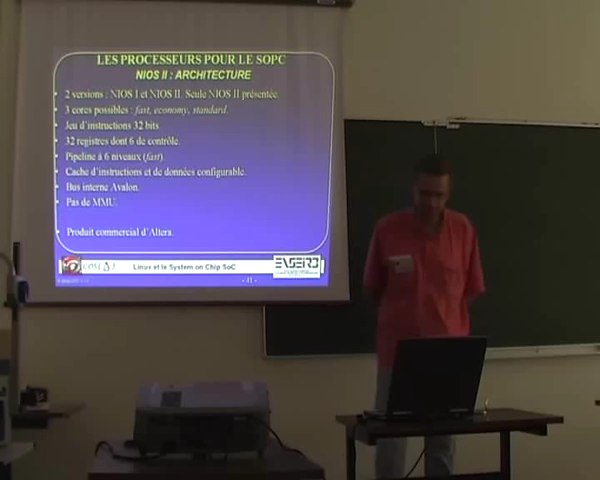 LES PROCESSEURS POUR LE SOPC
NIOS II : ARCHITECTURE
• 2 versions : NIOS I et NIOS II. Seule NIOS II présentée.
• 3 cores possibles : fast, economy, standard.
• Jeu d'instructions 32 bits.
• 32 registres dont 6 de contrôle.
• Pipeline à 6 niveaux (fast).
• Cache d'instructions et de données configurable.
• Bus interne Avalon.
• Pas de MMU.
• Produit commercial d'Altera.
Linux et le System on Chip SoC
ENSEIRB
- 41 -